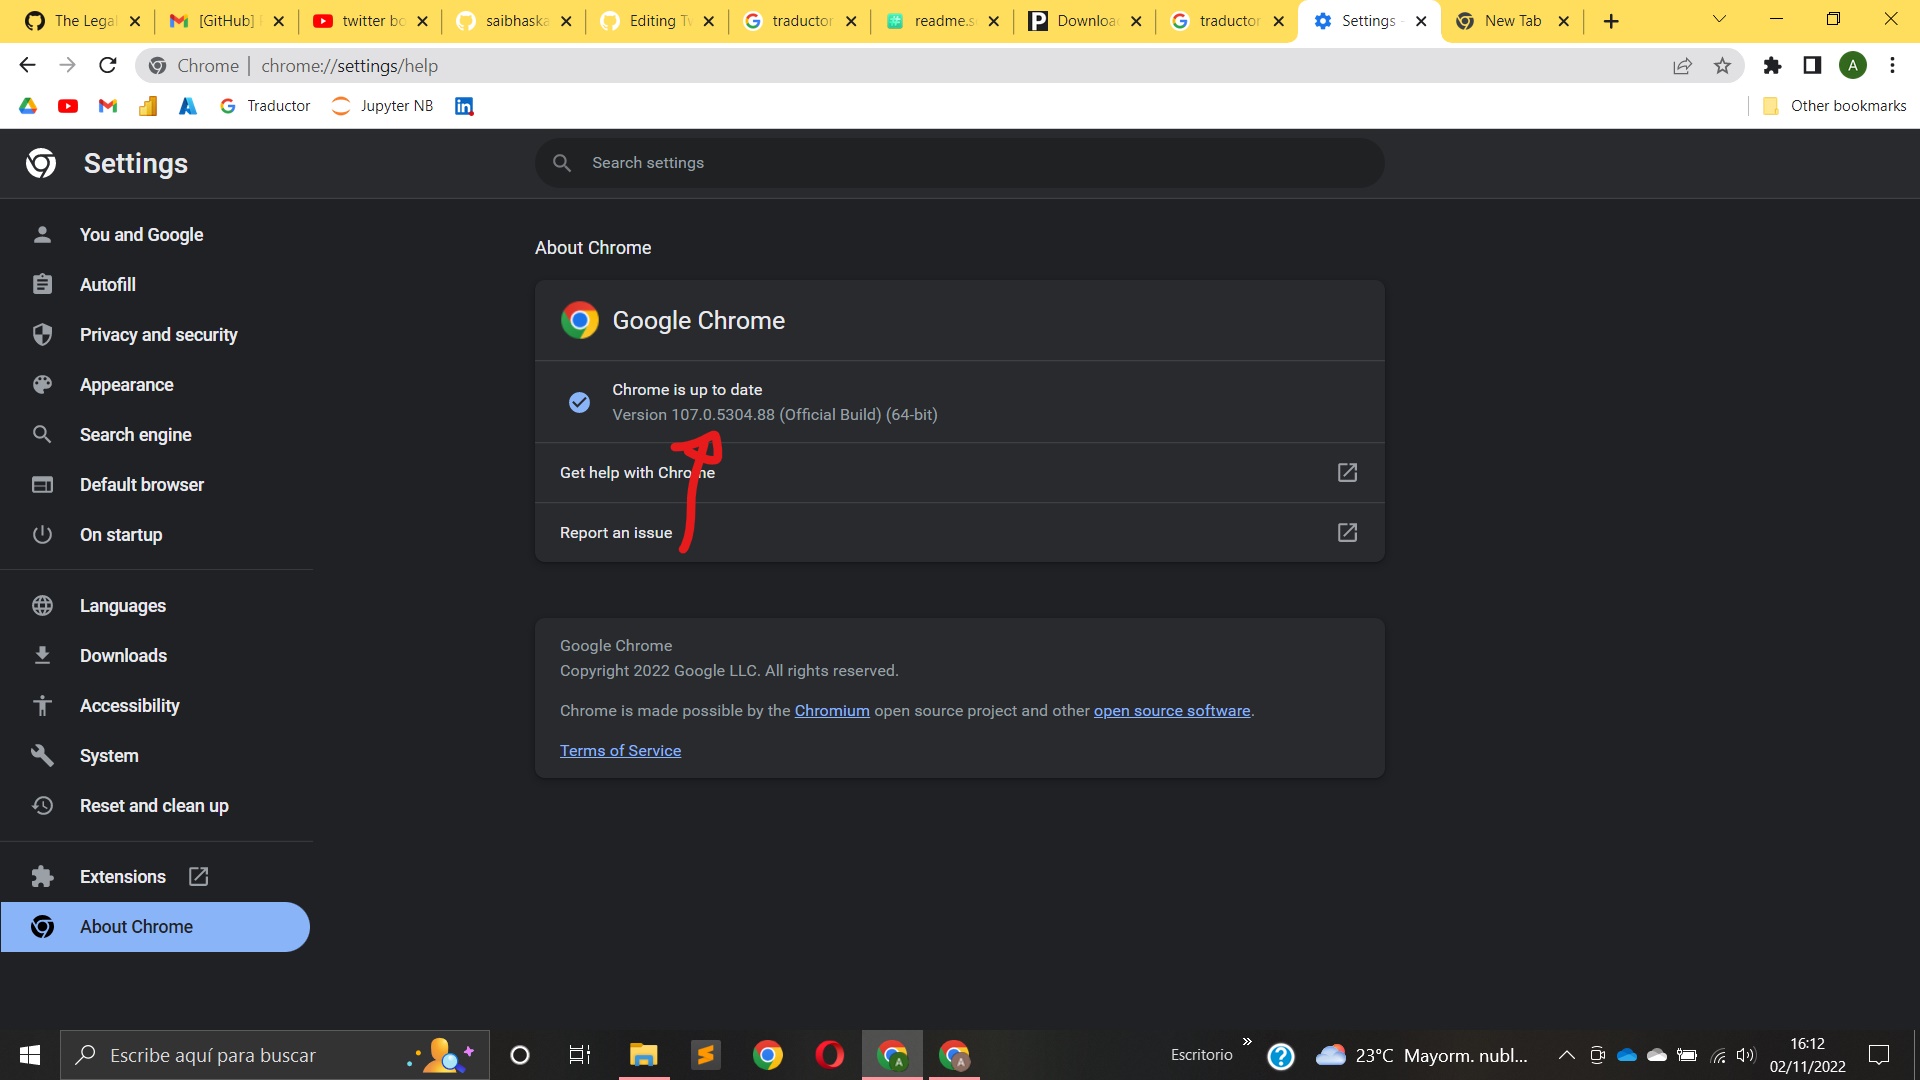 The Legal
[GitHub]
twitter bo
saibhaska
Editing Tw
traductor
readme.s
Downloa
traductor
Settings -
New Tab
Chrome | chrome://settings/help
A
Traductor
Jupyter NB
Other bookmarks
Settings
Search settings
You and Google
Autofill
Privacy and security
Appearance
Search engine
Default browser
On startup
Languages
Downloads
Accessibility
System
Reset and clean up
Extensions
About Chrome
About Chrome
Google Chrome
Chrome is up to date
Version 107.0.5304.88 (Official Build) (64-bit)
Get help with Chrome
Report an issue
Google Chrome
Copyright 2022 Google LLC. All rights reserved.
Chrome is made possible by the Chromium open source project and other open source software.
Terms of Service
Escribe aquí para buscar
Escritorio
23°C Mayorm. nubl...
16:12
02/11/2022